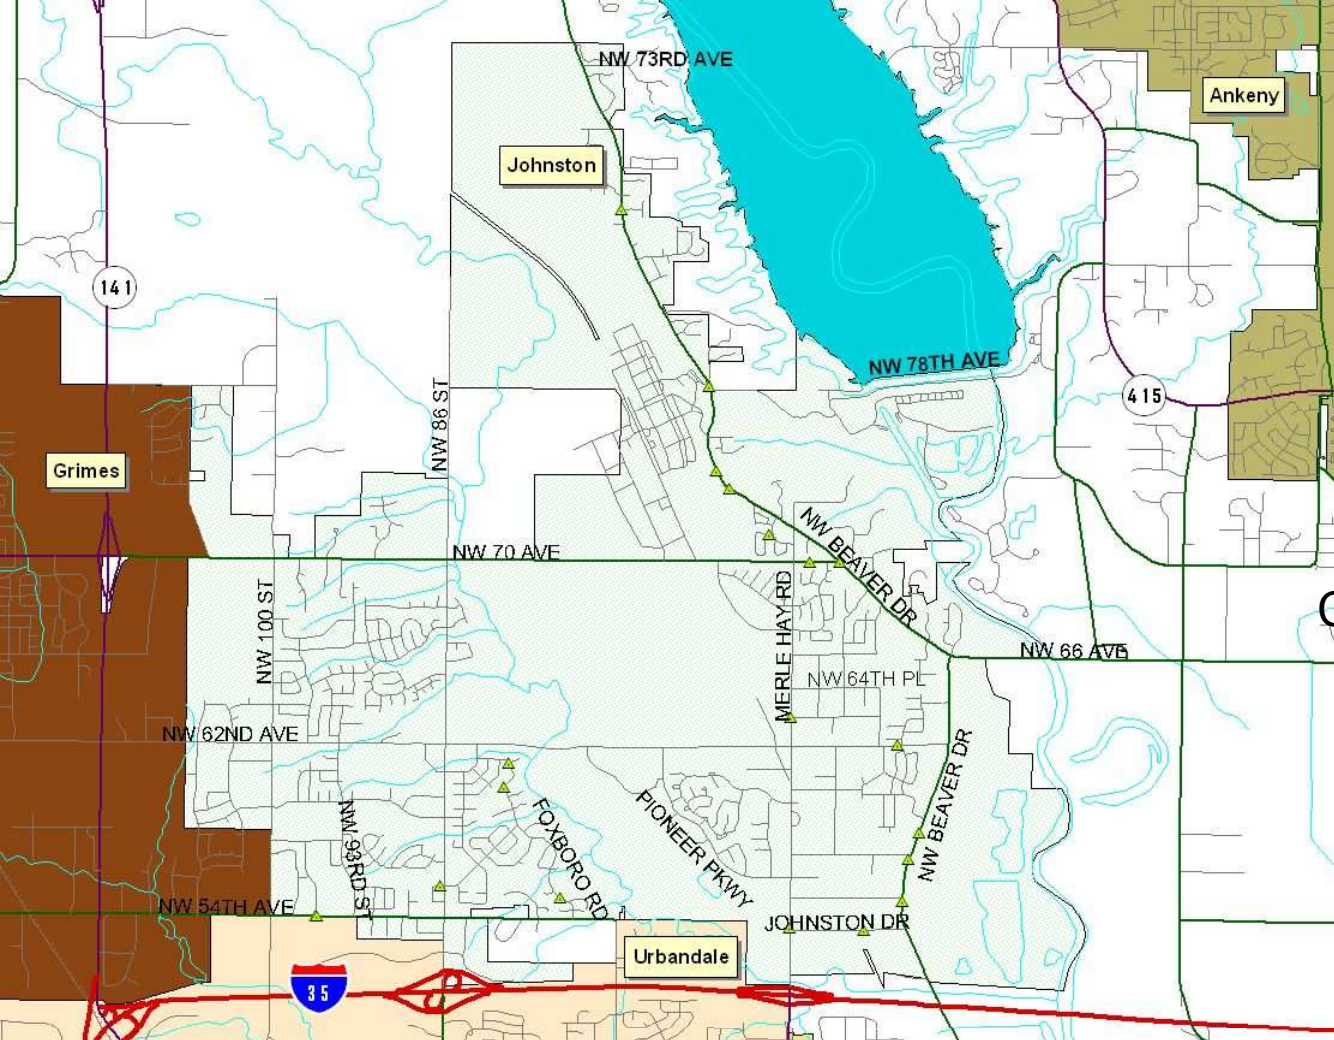 NW 73RD AVE
Ankeny
Johnston
141
NW 78TH AVE
415
NW 86 ST
Grimes
NW BEAVER DR
NW 70 AVE
NW 100 ST
MERLE HAY RD
NW 66 AVE
NW 64TH PL
NW 62ND AVE
NW BEAVER DR
PIONEER PKWY
FOXBORO RD
NW 93RD ST
NW 54TH AVE
JOHNSTON DR
Urbandale
35